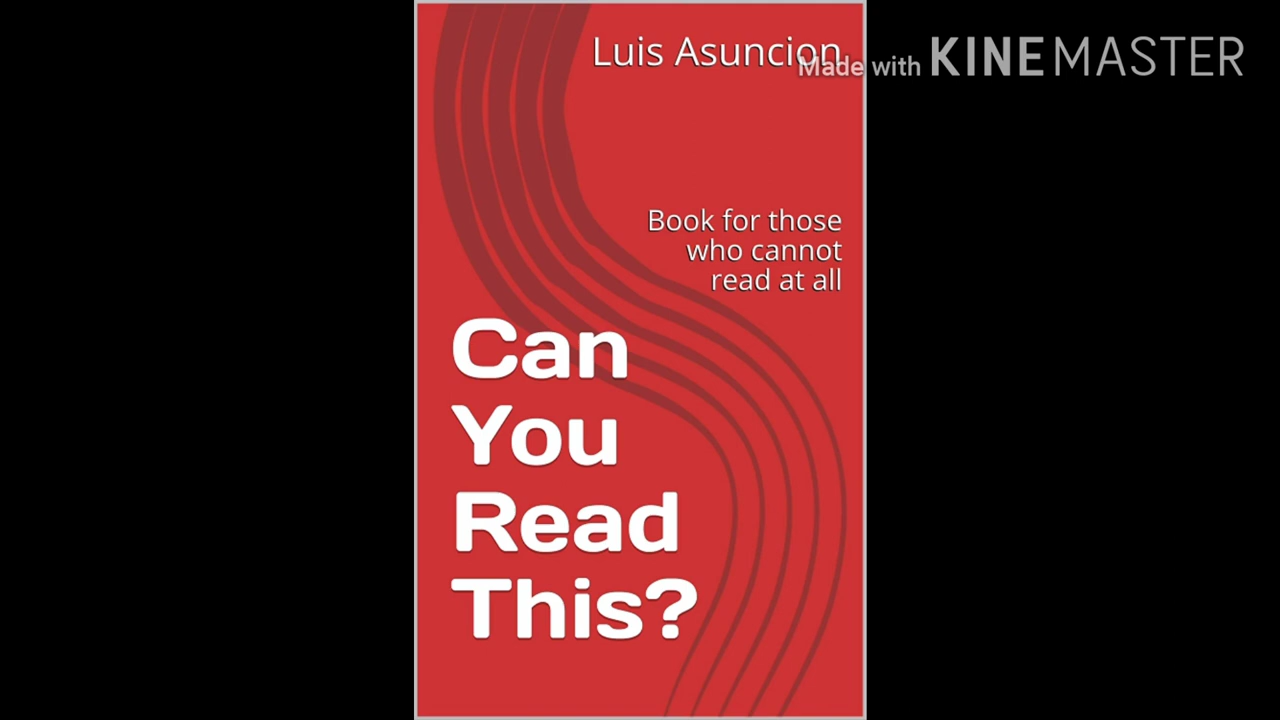 Luis Asuncion
Made with KINEMASTER
Book for those
who cannot
read at all
Can
You
Read
This?